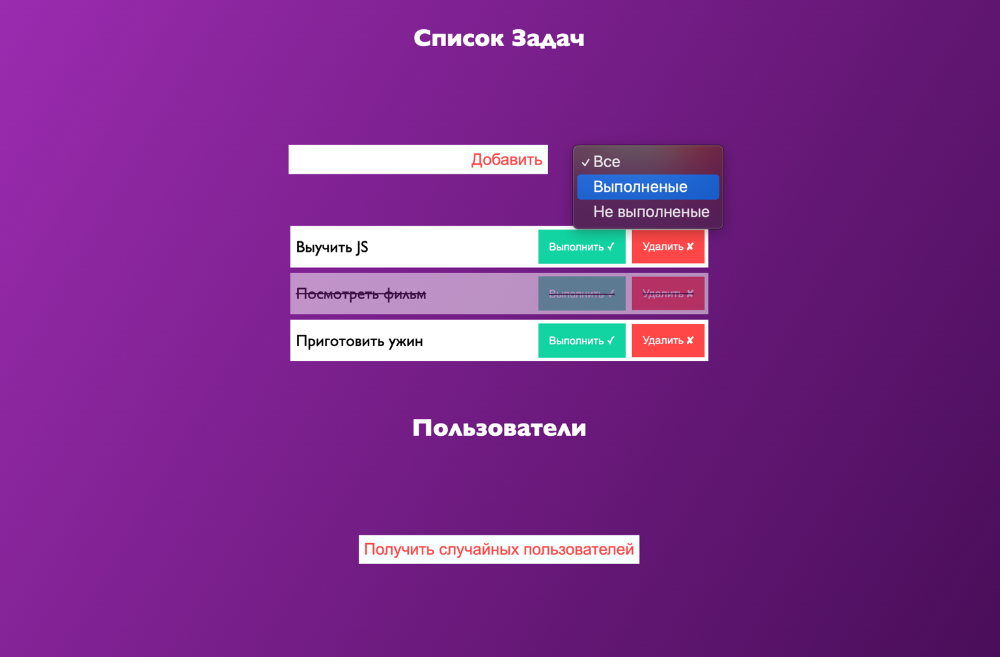 Список Задач
Добавить
✓ Все
Выполненые
Не выполненые
Выучить JS Выполнить ✓ Удалить ✘
Посмотреть фильм Выполнить ✓ Удалить ✘
Приготовить ужин Выполнить ✓ Удалить ✘
Пользователи
Получить случайных пользователей